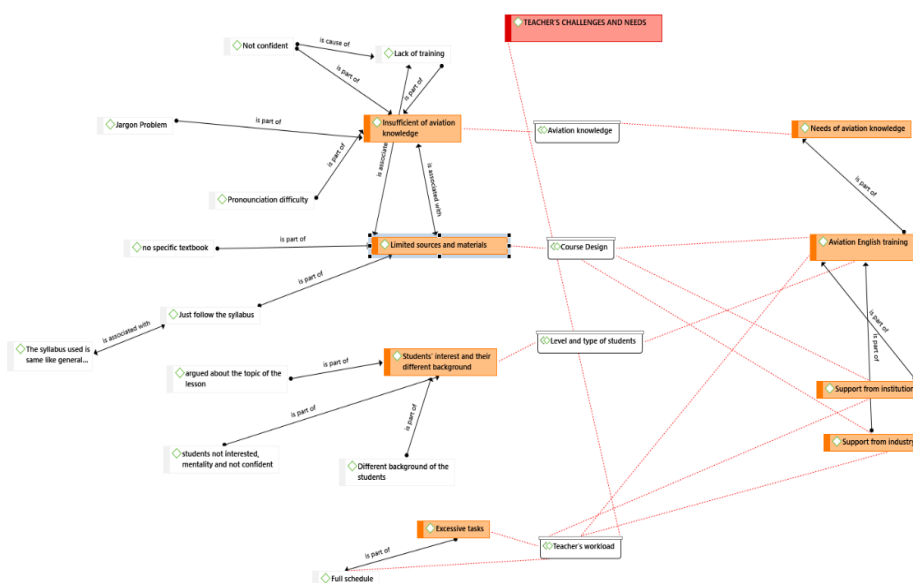 TEACHER'S CHALLENGES AND NEEDS
Not confident
is cause of
Lack of training
is part of
is part of
Jargon Problem
is part of
Insufficient of aviation
knowledge
Aviation knowledge
Needs of aviation knowledge
is part of
Pronounciation difficulty
is associated
is associated with
is part of
no specific textbook
is part of
Limited sources and materials
Course Design
Aviation English training
is part of
Just follow the syllabus
is associated with
The syllabus used is
same like general...
is part of
is part of
Level and type of students
argued about the topic of the
lesson
is part of
Students' interest and their
different background
is part of
is part of
students not interested,
mentality and not confident
Different background of the
students
Support from institution
Support from industry
Excessive tasks
is part of
Teacher's workload
Full schedule